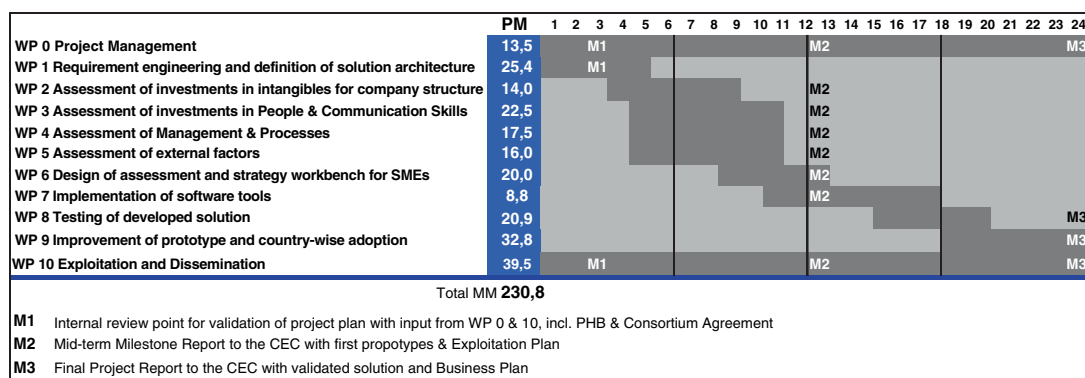 PM 1 2 3 4 5 6 7 8 9 10 11 12 13 14 15 16 17 18 19 20 21 22 23 24
WP 0 Project Management 13,5 M1 M2 M3
WP 1 Requirement engineering and definition of solution architecture 25,4 M1
WP 2 Assessment of investments in intangibles for company structure 14,0 M2
WP 3 Assessment of investments in People & Communication Skills 22,5 M2
WP 4 Assessment of Management & Processes 17,5 M2
WP 5 Assessment of external factors 16,0 M2
WP 6 Design of assessment and strategy workbench for SMEs 20,0 M2
WP 7 Implementation of software tools 8,8 M2
WP 8 Testing of developed solution 20,9 M3
WP 9 Improvement of prototype and country-wise adoption 32,8 M3
WP 10 Exploitation and Dissemination 39,5 M1 M2 M3
Total MM 230,8
M1 Internal review point for validation of project plan with input from WP 0 & 10, incl. PHB & Consortium Agreement
M2 Mid-term Milestone Report to the CEC with first propotypes & Exploitation Plan
M3 Final Project Report to the CEC with validated solution and Business Plan